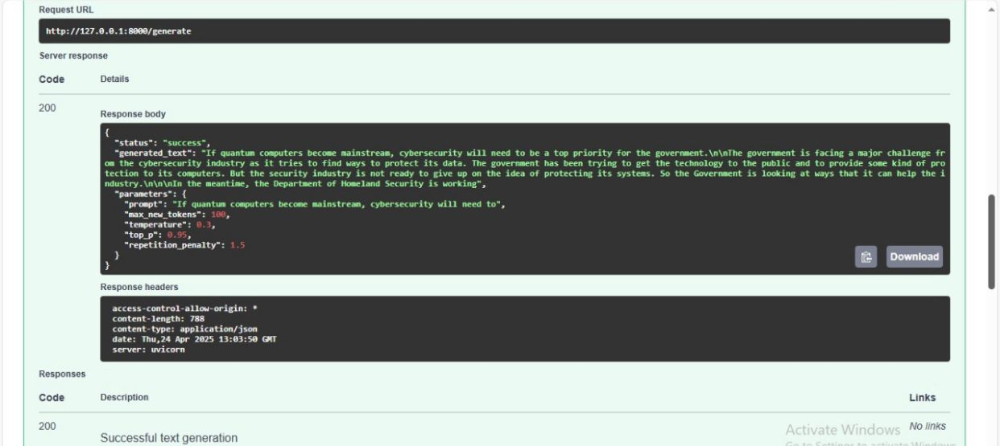 Request URL
http://127.0.0.1:8000/generate
Server response
Code Details
200
Response body
{
"status": "success",
"generated_text": "If quantum computers become mainstream, cybersecurity will need to be a top priority for the government.\n\nThe government is facing a major challenge fr
om the cybersecurity industry as it tries to find ways to protect its data. The government has been trying to get the technology to the public and to provide some kind of pro
tection to its computers. But the security industry is not ready to give up on the idea of protecting its systems. So the Government is looking at ways that it can help the i
ndustry.\n\n\nIn the meantime, the Department of Homeland Security is working",
"parameters": {
"prompt": "If quantum computers become mainstream, cybersecurity will need to",
"max_new_tokens": 100,
"temperature": 0.3,
"top_p": 0.95,
"repetition_penalty": 1.5
}
}
Download
Response headers
access-control-allow-origin: *
content-length: 788
content-type: application/json
date: Thu,24 Apr 2025 13:03:50 GMT
server: uvicorn
Responses
Code Description Links
200 No links
Successful text generation
Activate Windows
Go to Settings to activate Windows